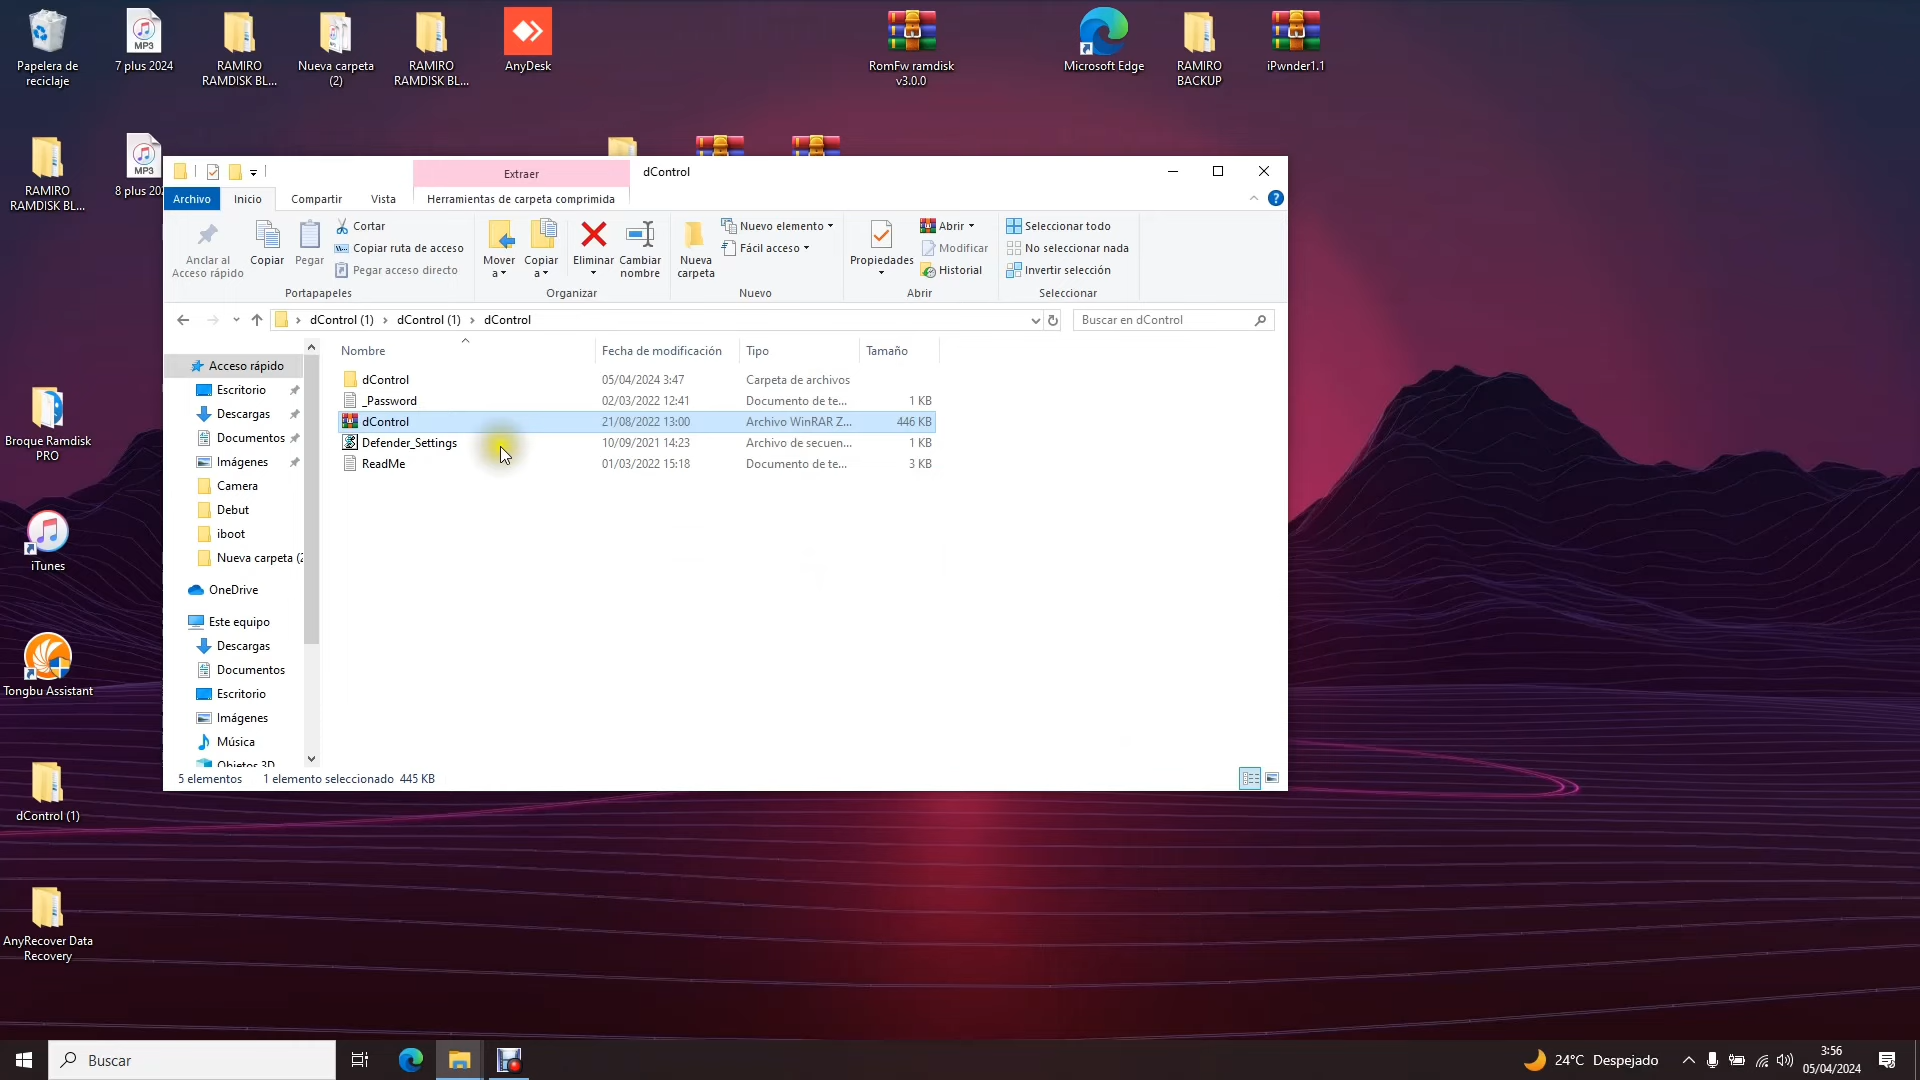 Papelera de
reciclaje
7 plus 2024
RAMIRO
RAMDISK BL...
Nueva carpeta
(2)
RAMIRO
RAMDISK BL...
AnyDesk
RomFw ramdisk
v3.0.0
Microsoft Edge
RAMIRO
BACKUP
iPwnder1.1
MP3
MP3
RAMIRO
RAMDISK BL...
8 plus 20
Broque Ramdisk
PRO
iTunes
Tongbu Assistant
dControl (1)
AnyRecover Data
Recovery
Extraer
dControl
Archivo
Inicio
Compartir
Vista
Herramientas de carpeta comprimida
Anclar al
Acceso rápido
Copiar
Pegar
Cortar
Copiar ruta de acceso
Pegar acceso directo
Portapapeles
Mover
a
Copiar
a
Eliminar
Cambiar
nombre
Organizar
Nueva
carpeta
Nuevo elemento
Fácil acceso
Nuevo
Propiedades
Abrir
Modificar
Historial
Abrir
Seleccionar todo
No seleccionar nada
Invertir selección
Seleccionar
dControl (1) > dControl (1) > dControl
Buscar en dControl
Nombre Fecha de modificación Tipo Tamaño
dControl 05/04/2024 3:47 Carpeta de archivos
_Password 02/03/2022 12:41 Documento de te... 1 KB
dControl 21/08/2022 13:00 Archivo WinRAR Z... 446 KB
Defender_Settings 10/09/2021 14:23 Archivo de secuen... 1 KB
ReadMe 01/03/2022 15:18 Documento de te... 3 KB
Acceso rápido
Escritorio
Descargas
Documentos
Imágenes
Camera
Debut
iboot
Nueva carpeta (2
OneDrive
Este equipo
Descargas
Documentos
Escritorio
Imágenes
Música
Objetos 3D
5 elementos 1 elemento seleccionado 445 KB
Buscar
24°C Despejado
3:56
05/04/2024